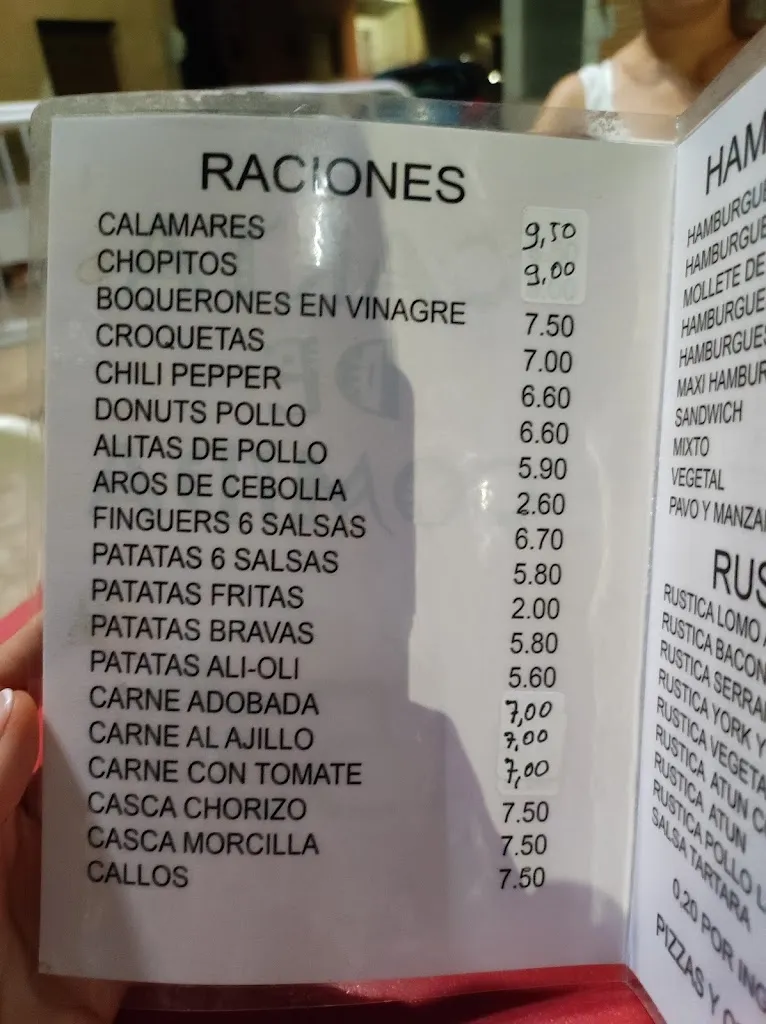 RACIONES
CALAMARES 9,50
CHOPITOS 9,00
BOQUERONES EN VINAGRE 7.50
CROQUETAS 7.00
CHILI PEPPER 6.60
DONUTS POLLO 6.60
ALITAS DE POLLO 5.90
AROS DE CEBOLLA 2.60
FINGUERS 6 SALSAS 6.70
PATATAS 6 SALSAS 5.80
PATATAS FRITAS 2.00
PATATAS BRAVAS 5.80
PATATAS ALI-OLI 5.60
CARNE ADOBADA 7,00
CARNE AL AJILLO 7,00
CARNE CON TOMATE 7,00
CASCA CHORIZO 7.50
CASCA MORCILLA 7.50
CALLOS 7.50
HAM
HAMBURGUE
HAMBURGUE
MOLLETE DE
HAMBURGUE
HAMBURGUES
MAXI HAMBUR
SANDWICH
MIXTO
VEGETAL
PAVO Y MANZA
RUS
RUSTICA LOMO
RUSTICA BACON
RUSTICA SERRA
RUSTICA YORK Y
RUSTICA VEGETA
RUSTICA ATUN C
RUSTICA ATUN
RUSTICA POLLO L
SALSA TARTARA
0.20 POR ING
PIZZAS Y